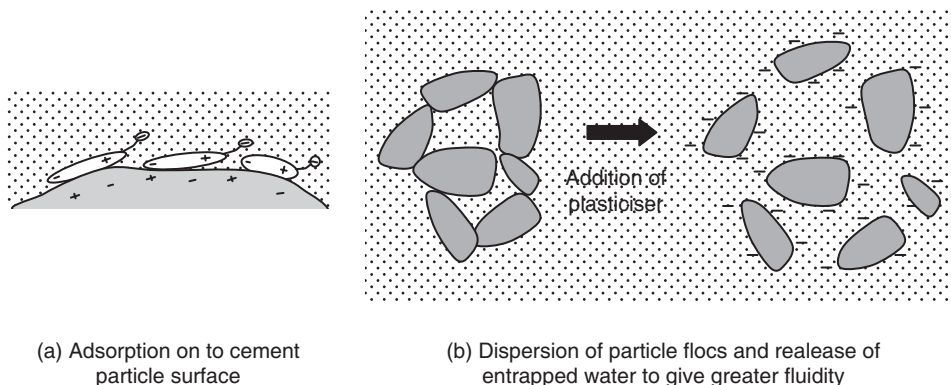 Addition of
plasticiser
(a) Adsorption on to cement
particle surface
(b) Dispersion of particle flocs and realease of
entrapped water to give greater fluidity